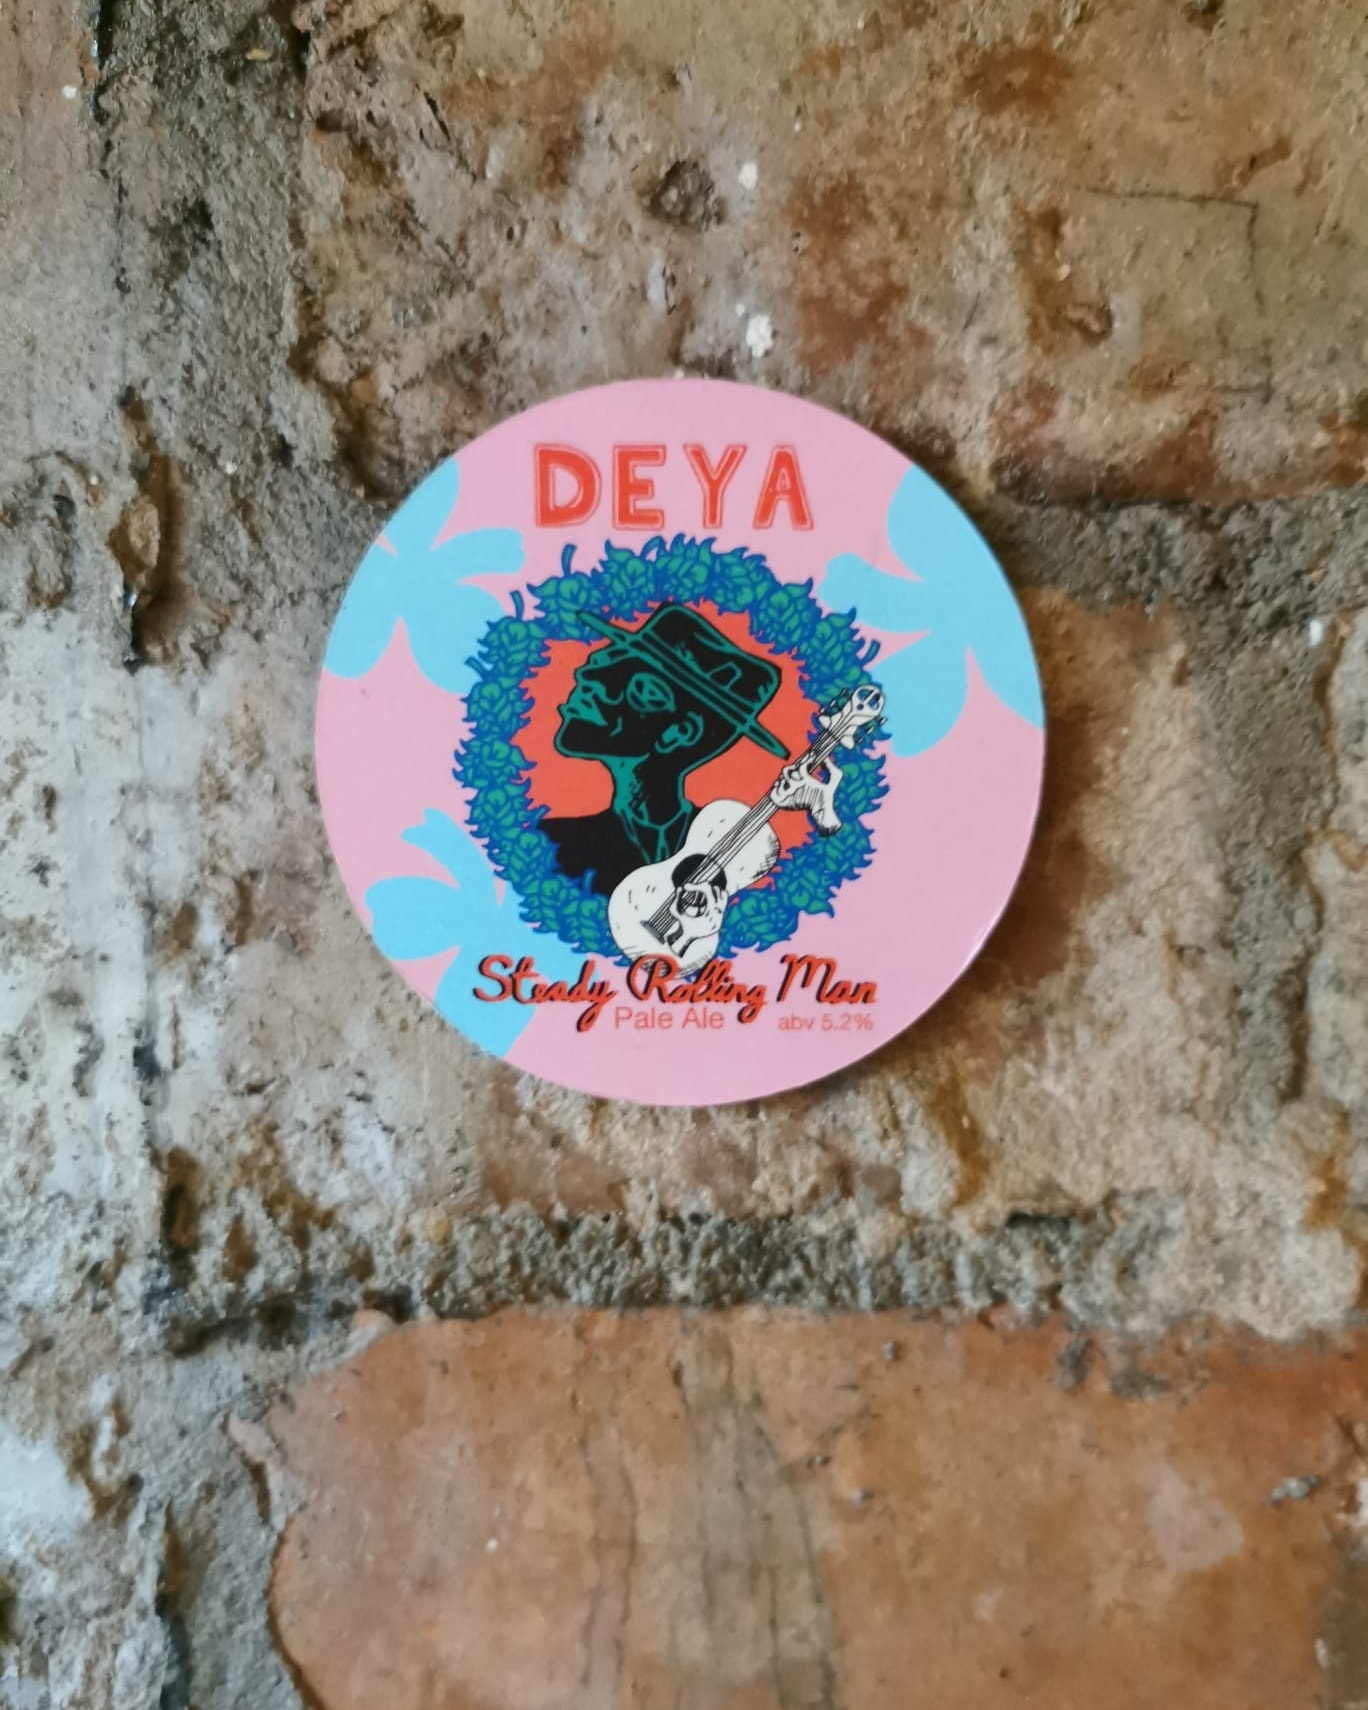 DEYA
Steady Rolling Man
Pale Ale abv 5.2%